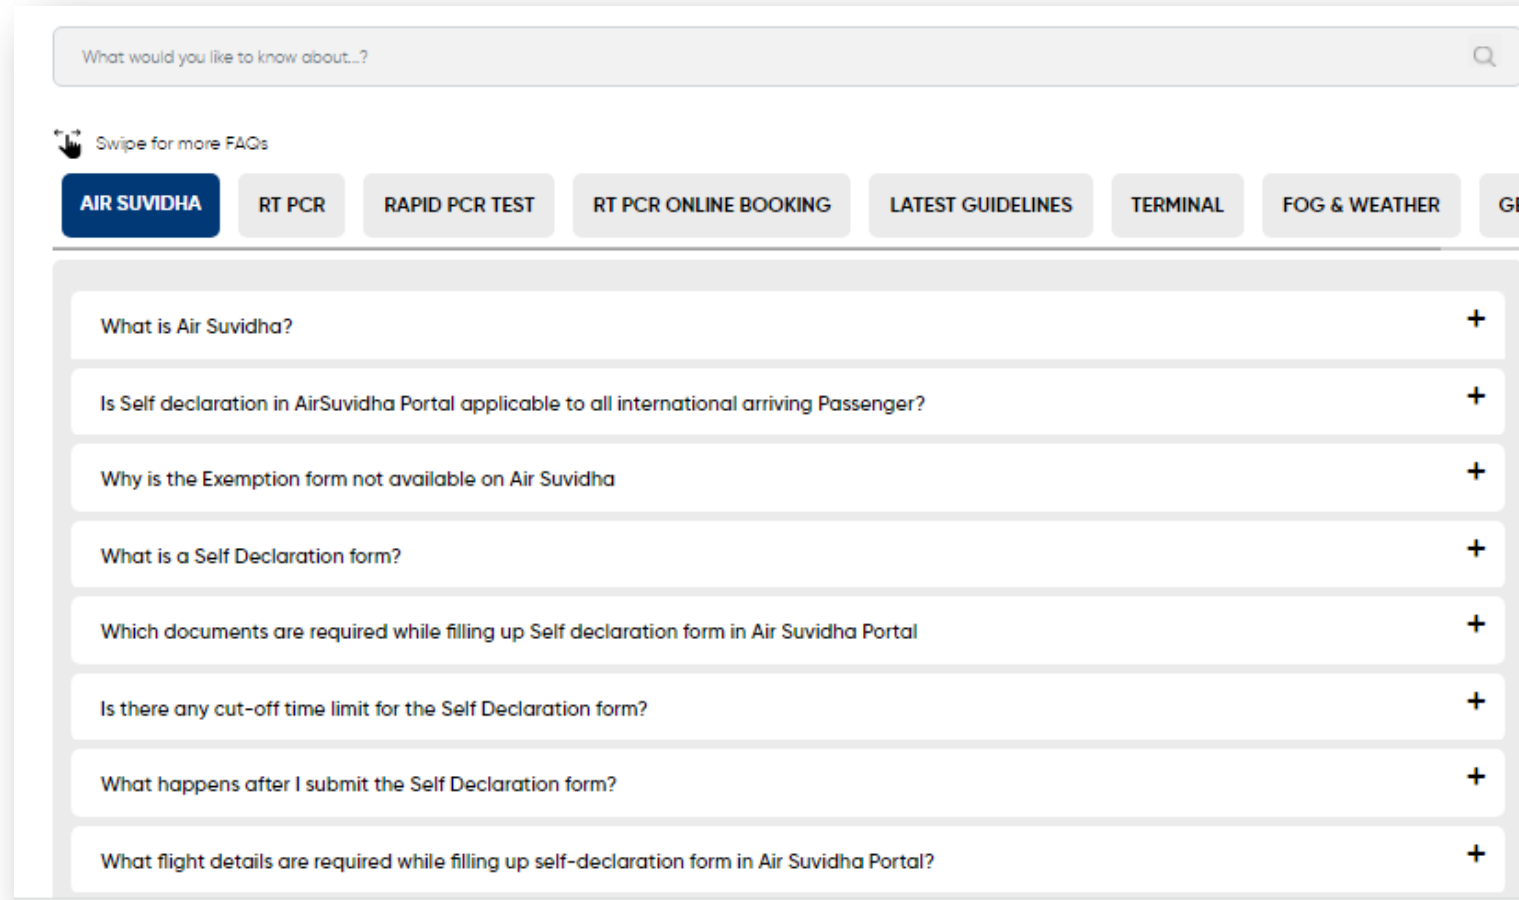 What would you like to know about...?
Swipe for more FAQs
AIR SUVIDHA RT PCR RAPID PCR TEST RT PCR ONLINE BOOKING LATEST GUIDELINES TERMINAL FOG & WEATHER
What is Air Suvidha? +
Is Self declaration in AirSuvidha Portal applicable to all international arriving Passenger? +
Why is the Exemption form not available on Air Suvidha +
What is a Self Declaration form? +
Which documents are required while filling up Self declaration form in Air Suvidha Portal +
Is there any cut-off time limit for the Self Declaration form? +
What happens after I submit the Self Declaration form? +
What flight details are required while filling up self-declaration form in Air Suvidha Portal? +